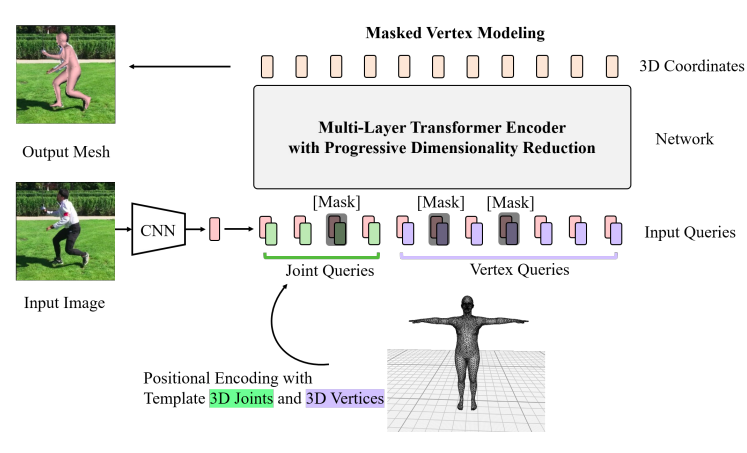 Masked Vertex Modeling
3D Coordinates
Multi-Layer Transformer Encoder
with Progressive Dimensionality Reduction
Network
Output Mesh
[Mask]
[Mask]
[Mask]
CNN
Input Queries
Joint Queries
Vertex Queries
Input Image
Positional Encoding with
Template 3D Joints and 3D Vertices